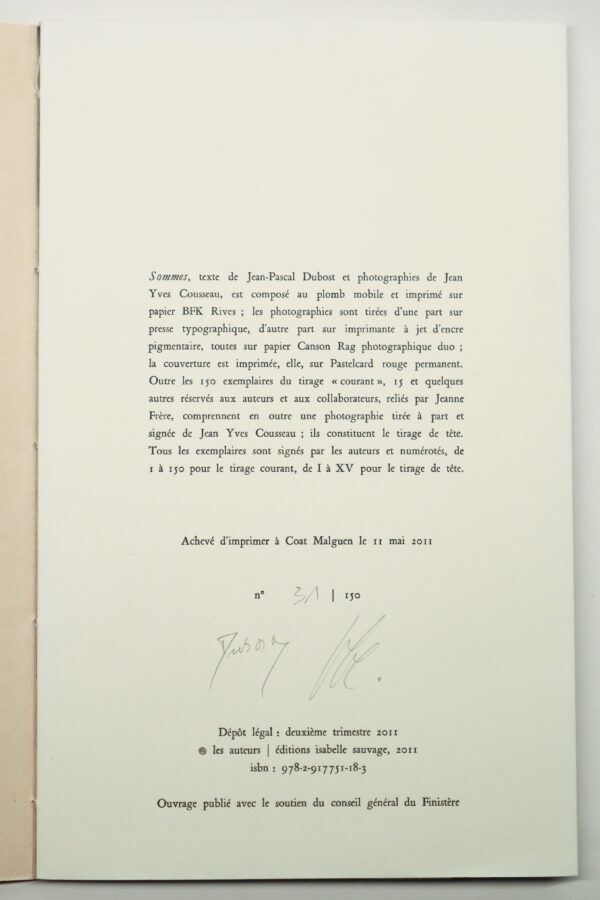 Sommes, texte de Jean-Pascal Dubost et photographies de Jean
Yves Cousseau, est composé au plomb mobile et imprimé sur
papier BFK Rives ; les photographies sont tirées d'une part sur
presse typographique, d'autre part sur imprimante à jet d'encre
pigmentaire, toutes sur papier Canson Rag photographique duo ;
la couverture est imprimée, elle, sur Pastelcard rouge permanent.
Outre les 150 exemplaires du tirage « courant », 15 et quelques
autres réservés aux auteurs et aux collaborateurs, reliés par Jeanne
Frère, comprennent en outre une photographie tirée à part et
signée de Jean Yves Cousseau ; ils constituent le tirage de tête.
Tous les exemplaires sont signés par les auteurs et numérotés, de
1 à 150 pour le tirage courant, de I à XV pour le tirage de tête.
Achevé d'imprimer à Coat Malguen le 11 mai 2011
n° 31 | 150
Dubost
Dépôt légal : deuxième trimestre 2011
© les auteurs | éditions isabelle sauvage, 2011
isbn : 978-2-917751-18-3
Ouvrage publié avec le soutien du conseil général du Finistère